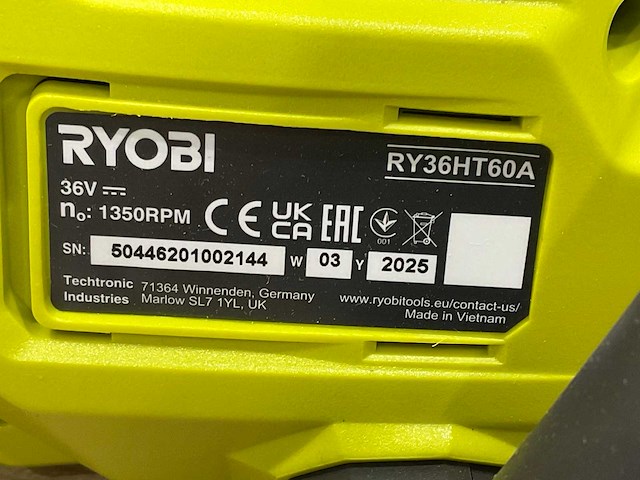 RYOBI
RY36HT60A
36V ⎓
n₀: 1350RPM
CE UK CA EAC 001
SN: 50446201002144 W 03 Y 2025
Techtronic Industries
71364 Winnenden, Germany
Marlow SL7 1YL, UK
www.ryobitools.eu/contact-us/
Made in Vietnam